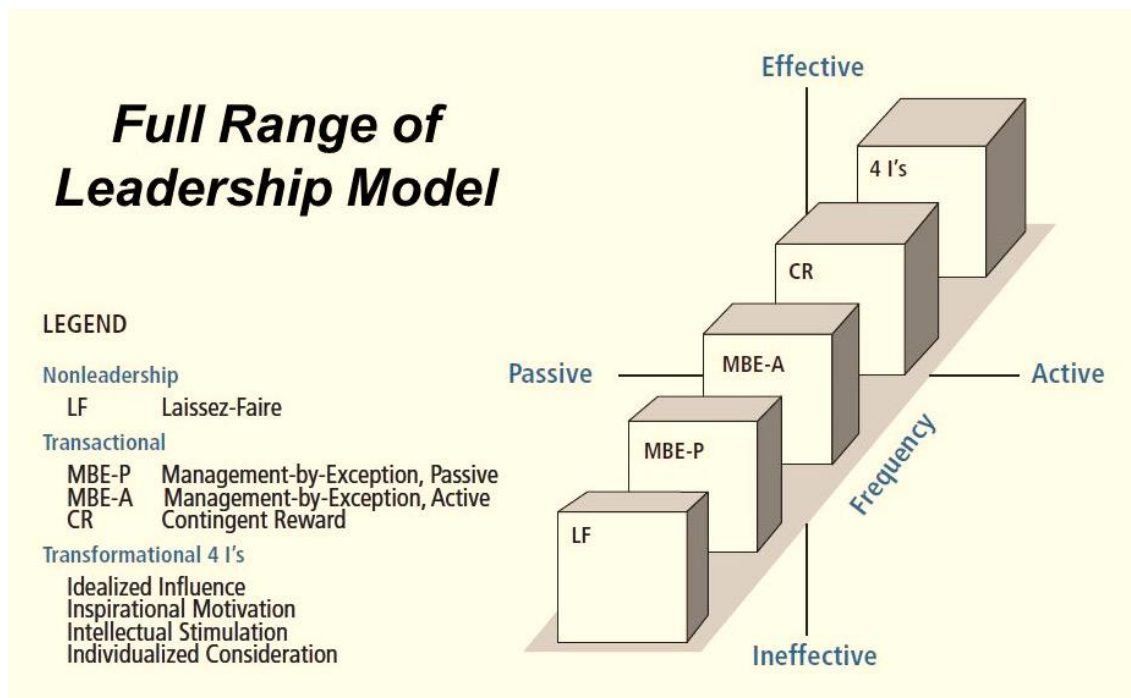 Full Range of
Leadership Model
LEGEND
Nonleadership
LF Laissez-Faire
Transactional
MBE-P Management-by-Exception, Passive
MBE-A Management-by-Exception, Active
CR Contingent Reward
Transformational 4 I's
Idealized Influence
Inspirational Motivation
Intellectual Stimulation
Individualized Consideration
Effective
4 I's
CR
Passive
MBE-A
Active
MBE-P
Frequency
LF
Ineffective